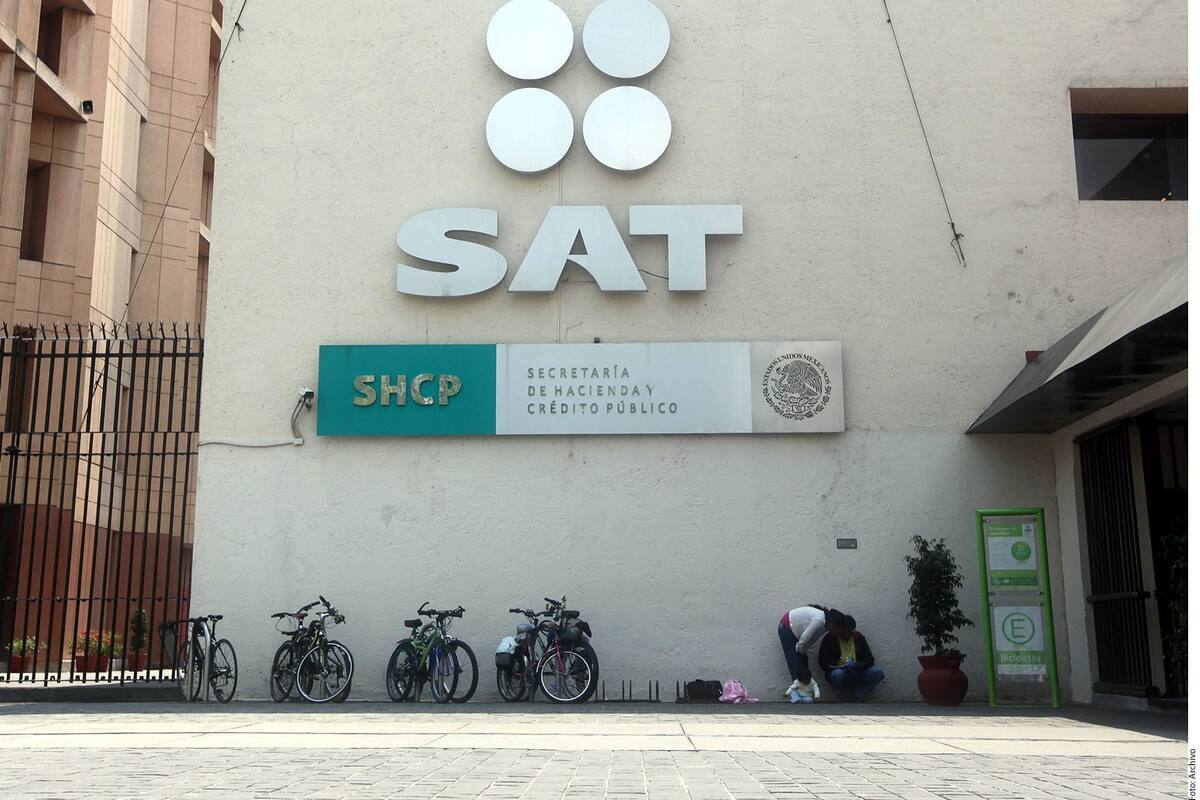 SAT
SHCP
SECRETARÍA
DE HACIENDA Y
CRÉDITO PÚBLICO
ESTADOS UNIDOS MEXICANOS
E
Bicicletas
Foto: Archivo